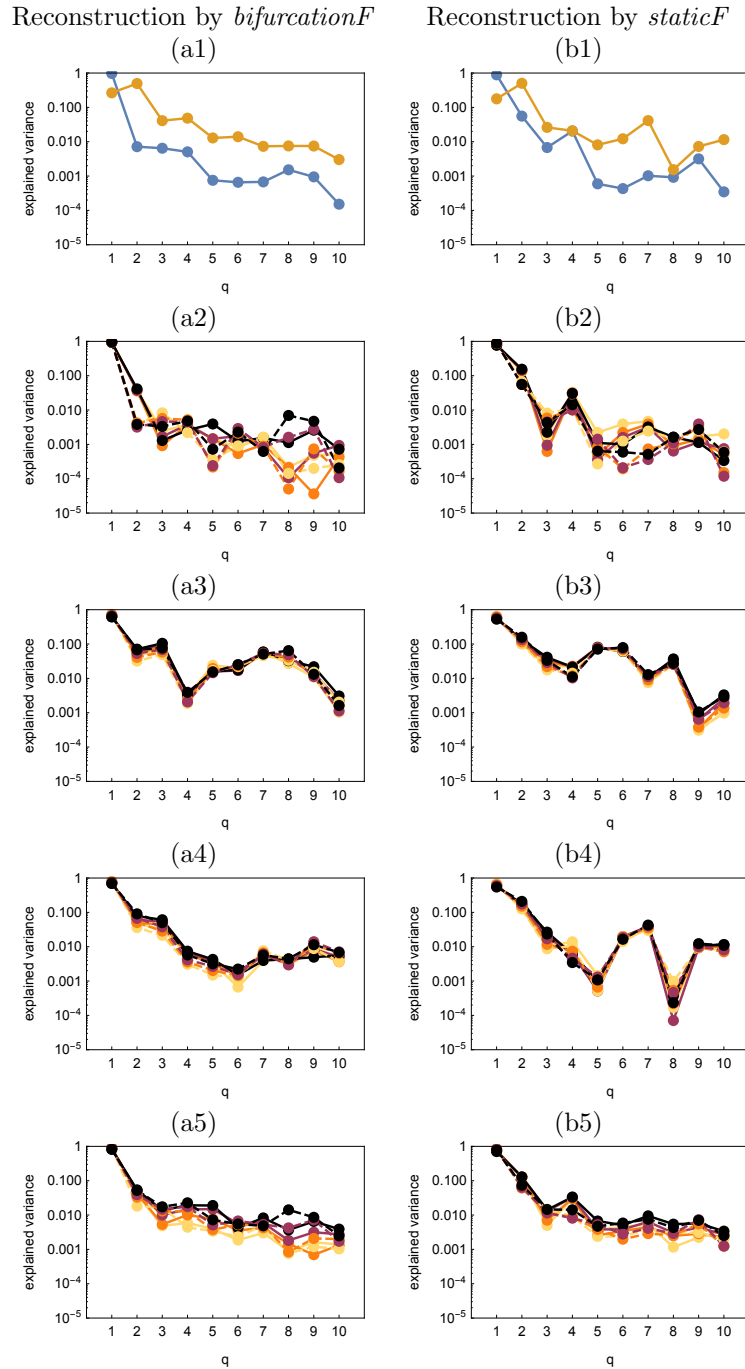 Reconstruction by bifurcationF
Reconstruction by staticF
(a1)
(b1)
explained variance
1
0.100
0.010
0.001
10⁻⁴
10⁻⁵
1 2 3 4 5 6 7 8 9 10
q
explained variance
1
0.100
0.010
0.001
10⁻⁴
10⁻⁵
1 2 3 4 5 6 7 8 9 10
q
(a2)
(b2)
explained variance
1
0.100
0.010
0.001
10⁻⁴
10⁻⁵
1 2 3 4 5 6 7 8 9 10
q
explained variance
1
0.100
0.010
0.001
10⁻⁴
10⁻⁵
1 2 3 4 5 6 7 8 9 10
q
(a3)
(b3)
explained variance
1
0.100
0.010
0.001
10⁻⁴
10⁻⁵
1 2 3 4 5 6 7 8 9 10
q
explained variance
1
0.100
0.010
0.001
10⁻⁴
10⁻⁵
1 2 3 4 5 6 7 8 9 10
q
(a4)
(b4)
explained variance
1
0.100
0.010
0.001
10⁻⁴
10⁻⁵
1 2 3 4 5 6 7 8 9 10
q
explained variance
1
0.100
0.010
0.001
10⁻⁴
10⁻⁵
1 2 3 4 5 6 7 8 9 10
q
(a5)
(b5)
explained variance
1
0.100
0.010
0.001
10⁻⁴
10⁻⁵
1 2 3 4 5 6 7 8 9 10
q
explained variance
1
0.100
0.010
0.001
10⁻⁴
10⁻⁵
1 2 3 4 5 6 7 8 9 10
q